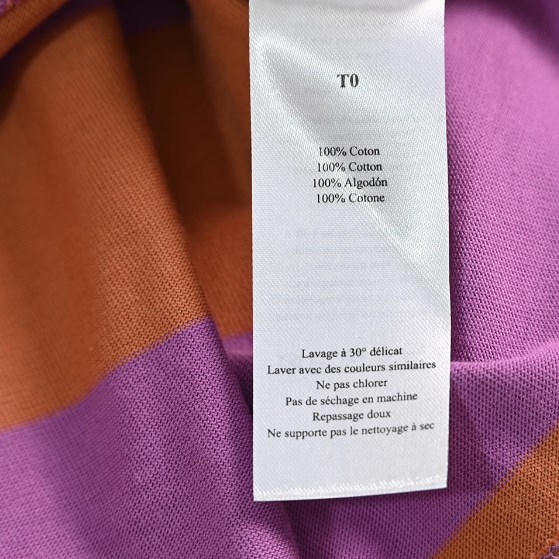 T0
100% Coton
100% Cotton
100% Algodón
100% Cotone
Lavage à 30° délicat
Laver avec des couleurs similaires
Ne pas chlorer
Pas de séchage en machine
Repassage doux
Ne supporte pas le nettoyage à sec